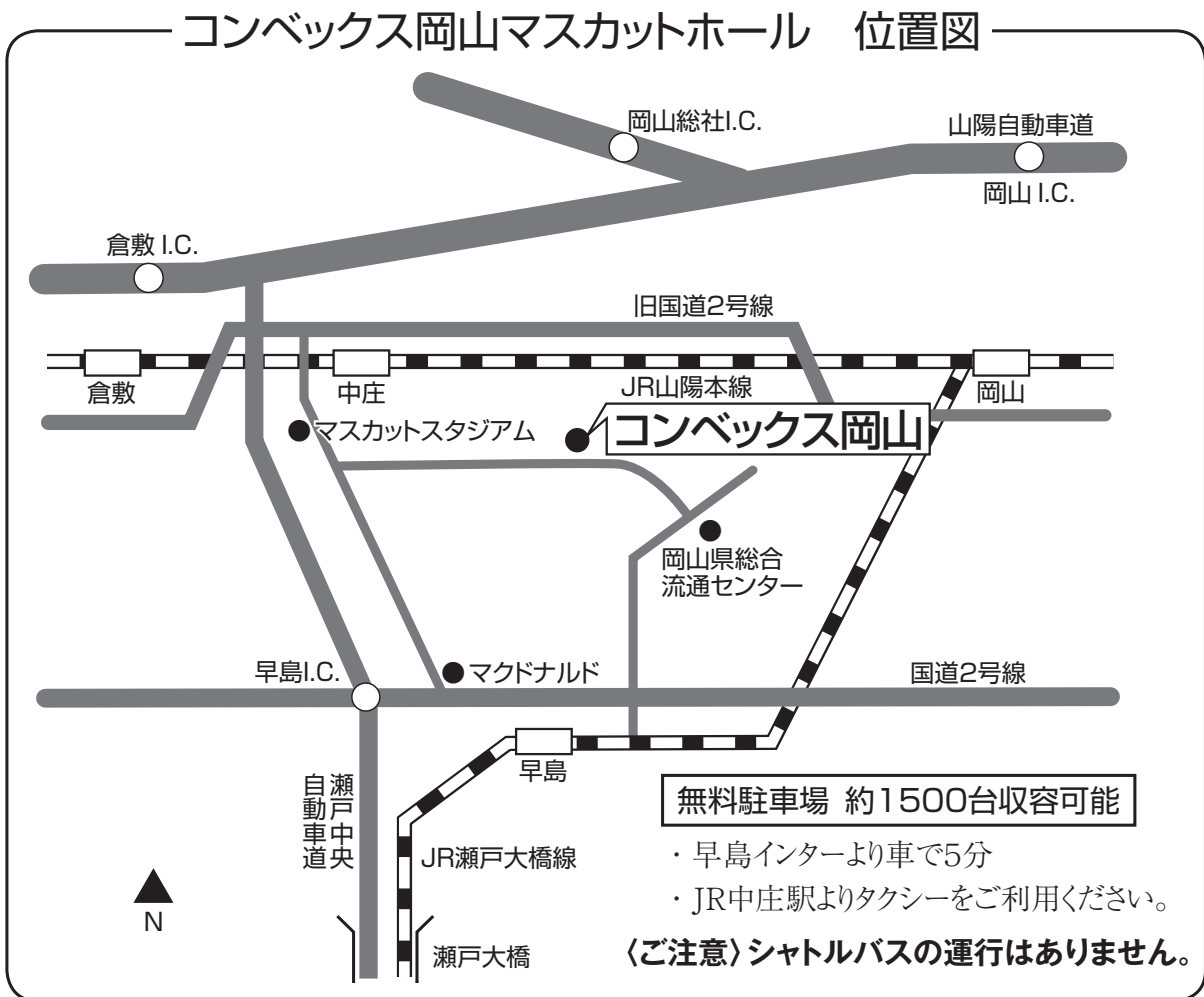 コンベックス岡山マスカットホール　位置図
岡山総社I.C.
山陽自動車道
岡山 I.C.
倉敷 I.C.
旧国道2号線
倉敷
中庄
JR山陽本線
岡山
マスカットスタジアム
コンベックス岡山
岡山県総合
流通センター
早島I.C.
マクドナルド
国道2号線
早島
瀬戸中央
自動車道
JR瀬戸大橋線
瀬戸大橋
N
無料駐車場 約1500台収容可能
・早島インターより車で5分
・JR中庄駅よりタクシーをご利用ください。
〈ご注意〉シャトルバスの運行はありません。